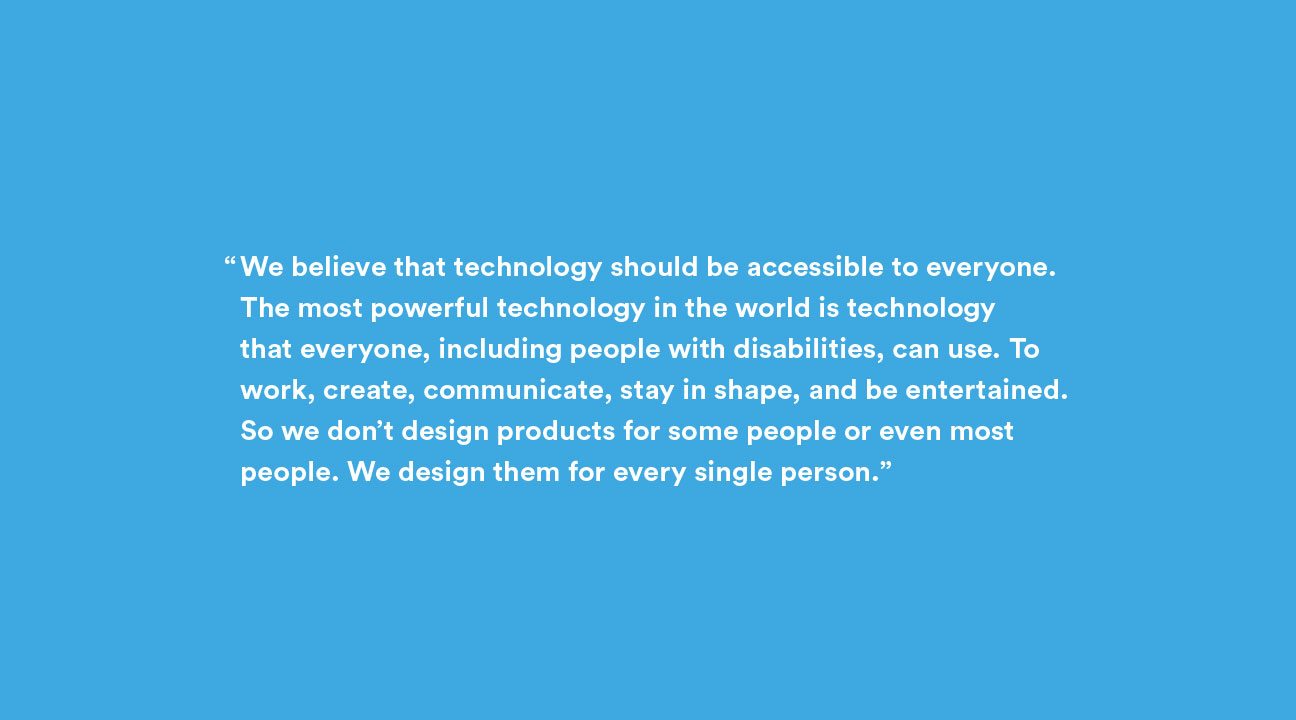 “We believe that technology should be accessible to everyone.
The most powerful technology in the world is technology
that everyone, including people with disabilities, can use. To
work, create, communicate, stay in shape, and be entertained.
So we don’t design products for some people or even most
people. We design them for every single person.”